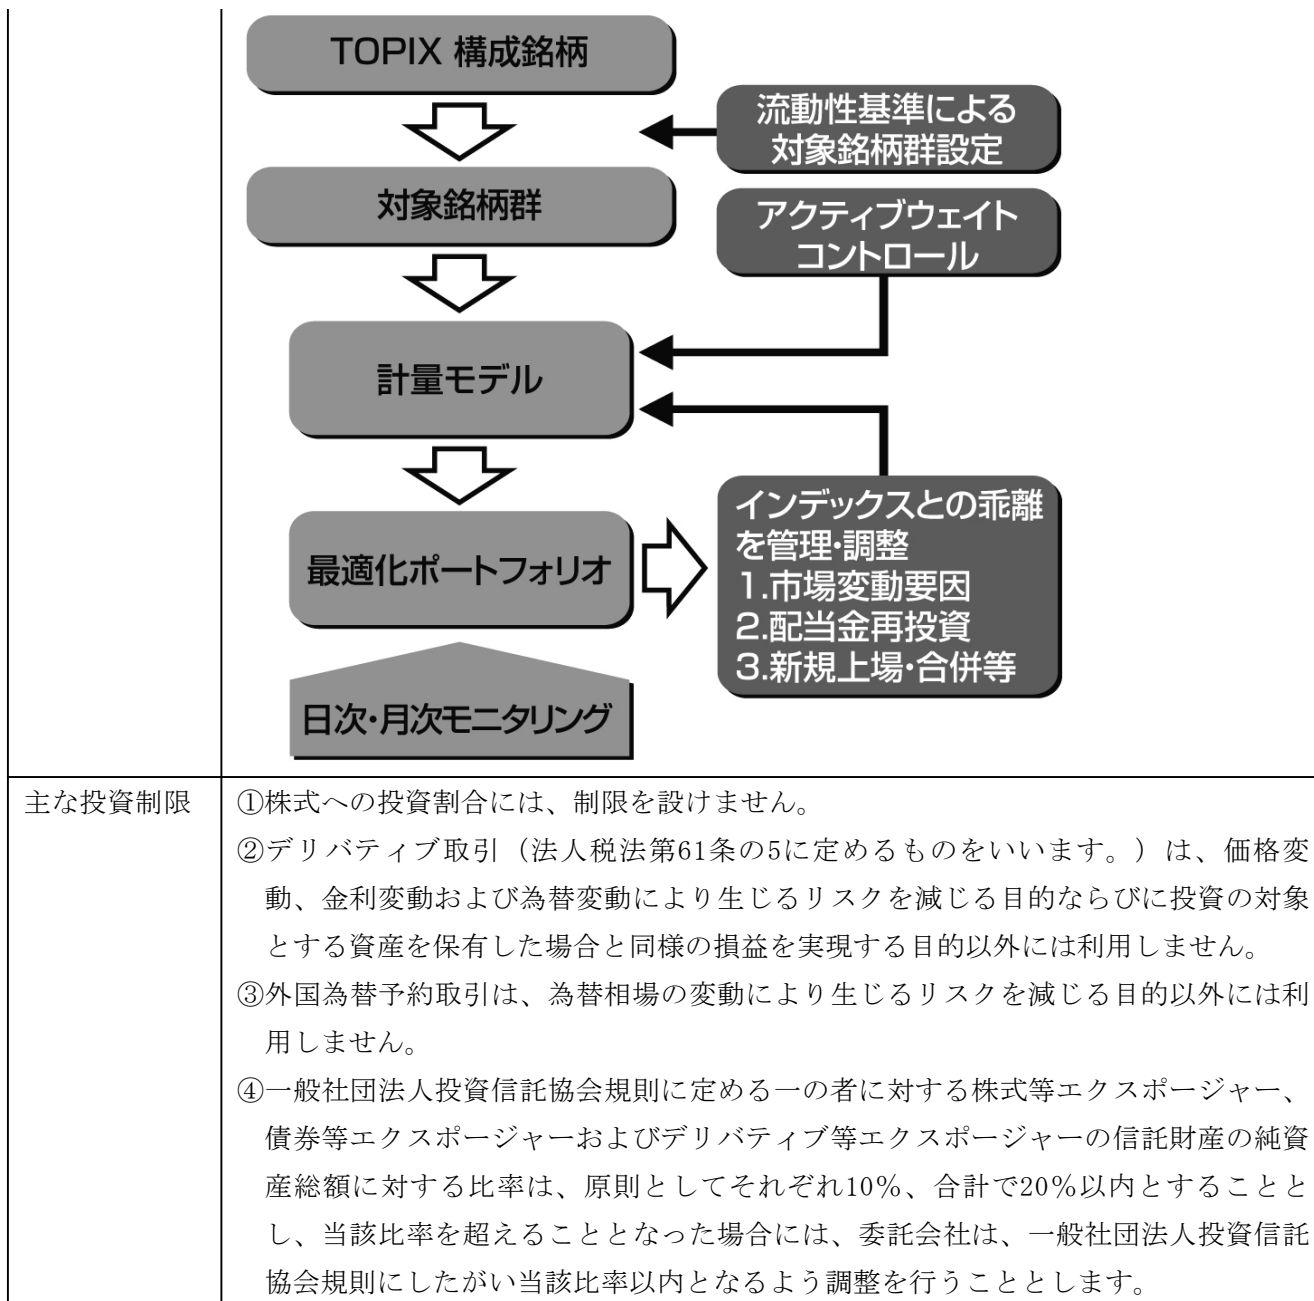 TOPIX 構成銘柄
流動性基準による
対象銘柄群設定
対象銘柄群
アクティブウェイト
コントロール
計量モデル
最適化ポートフォリオ
インデックスとの乖離
を管理･調整
1.市場変動要因
2.配当金再投資
3.新規上場･合併等
日次･月次モニタリング
主な投資制限
①株式への投資割合には、制限を設けません。
②デリバティブ取引（法人税法第61条の5に定めるものをいいます。）は、価格変
動、金利変動および為替変動により生じるリスクを減じる目的ならびに投資の対象
とする資産を保有した場合と同様の損益を実現する目的以外には利用しません。
③外国為替予約取引は、為替相場の変動により生じるリスクを減じる目的以外には利
用しません。
④一般社団法人投資信託協会規則に定める一の者に対する株式等エクスポージャー、
債券等エクスポージャーおよびデリバティブ等エクスポージャーの信託財産の純資
産総額に対する比率は、原則としてそれぞれ10％、合計で20％以内とすることと
し、当該比率を超えることとなった場合には、委託会社は、一般社団法人投資信託
協会規則にしたがい当該比率以内となるよう調整を行うこととします。